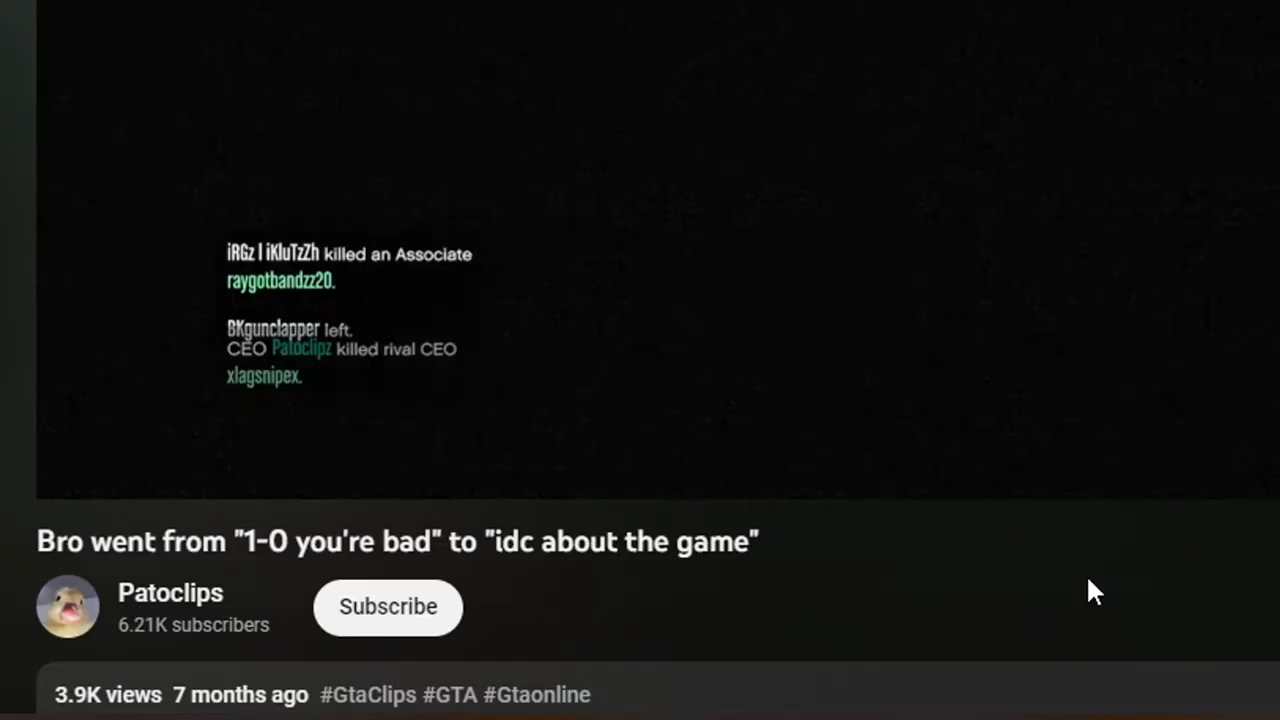 iRGz l iKluTzZh killed an Associate
raygotbandzz20.
BKgunclapper left.
CEO Patoclipz killed rival CEO
xlagsnipex.
Bro went from "1-0 you're bad" to "idc about the game"
Patoclips
6.21K subscribers
Subscribe
3.9K views 7 months ago #GtaClips #GTA #Gtaonline